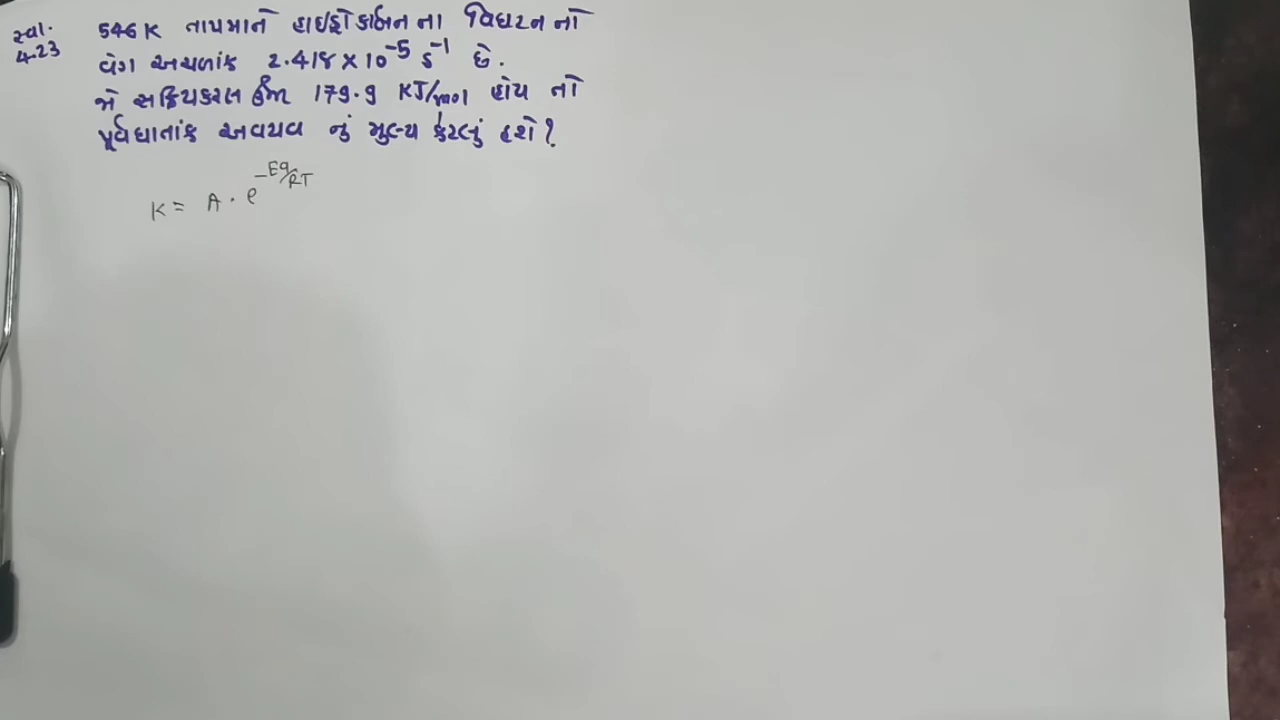 સ્વા. 4.23
546K તાપમાને હાઇડ્રોકાર્બન ના વિઘટન નો
વેગ અચળાંક 2.418 × 10⁻⁵ s⁻¹ છે.
જો સક્રિયકરણ ઉર્જા 179.9 KJ/mol હોય તો
પૂર્વઘાતાંક અવયવ નું મુલ્ય કેટલું હશે?
K = A · e^-Ea/RT